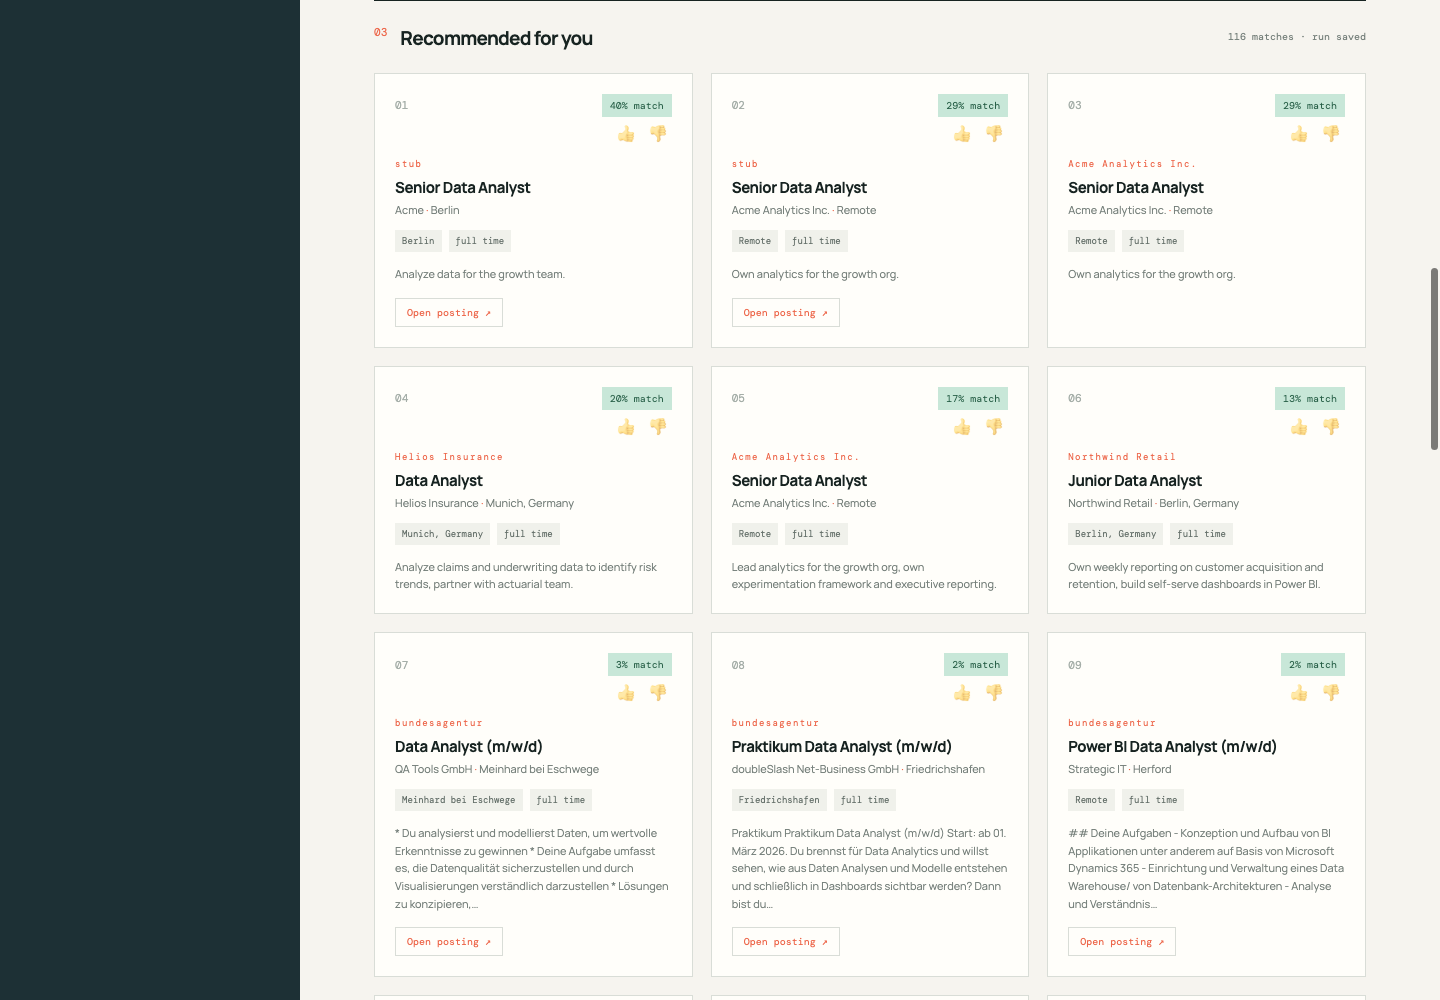 03 Recommended for you
116 matches · run saved
01
40% match
stub
Senior Data Analyst
Acme · Berlin
Berlin full time
Analyze data for the growth team.
Open posting ↗
02
29% match
stub
Senior Data Analyst
Acme Analytics Inc. · Remote
Remote full time
Own analytics for the growth org.
Open posting ↗
03
29% match
Acme Analytics Inc.
Senior Data Analyst
Acme Analytics Inc. · Remote
Remote full time
Own analytics for the growth org.
04
20% match
Helios Insurance
Data Analyst
Helios Insurance · Munich, Germany
Munich, Germany full time
Analyze claims and underwriting data to identify risk
trends, partner with actuarial team.
05
17% match
Acme Analytics Inc.
Senior Data Analyst
Acme Analytics Inc. · Remote
Remote full time
Lead analytics for the growth org, own
experimentation framework and executive reporting.
06
13% match
Northwind Retail
Junior Data Analyst
Northwind Retail · Berlin, Germany
Berlin, Germany full time
Own weekly reporting on customer acquisition and
retention, build self-serve dashboards in Power BI.
07
3% match
bundesagentur
Data Analyst (m/w/d)
QA Tools GmbH · Meinhard bei Eschwege
Meinhard bei Eschwege full time
* Du analysierst und modellierst Daten, um wertvolle
Erkenntnisse zu gewinnen * Deine Aufgabe umfasst
es, die Datenqualität sicherzustellen und durch
Visualisierungen verständlich darzustellen * Lösungen
zu konzipieren,…
Open posting ↗
08
2% match
bundesagentur
Praktikum Data Analyst (m/w/d)
doubleSlash Net-Business GmbH · Friedrichshafen
Friedrichshafen full time
Praktikum Praktikum Data Analyst (m/w/d) Start: ab 01.
März 2026. Du brennst für Data Analytics und willst
sehen, wie aus Daten Analysen und Modelle entstehen
und schließlich in Dashboards sichtbar werden? Dann
bist du…
Open posting ↗
09
2% match
bundesagentur
Power BI Data Analyst (m/w/d)
Strategic IT · Herford
Remote full time
## Deine Aufgaben - Konzeption und Aufbau von BI
Applikationen unter anderem auf Basis von Microsoft
Dynamics 365 - Einrichtung und Verwaltung eines Data
Warehouse/ von Datenbank-Architekturen - Analyse
und Verständnis…
Open posting ↗